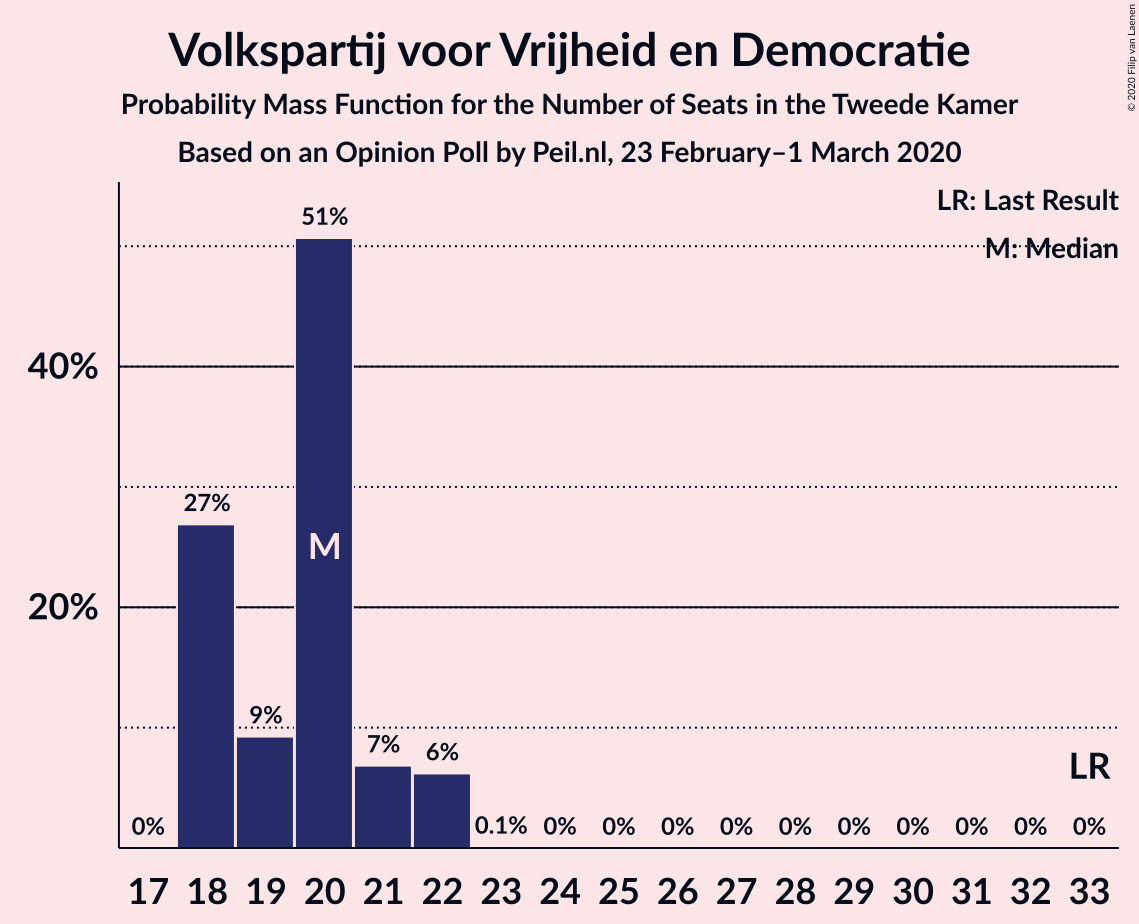 Volkspartij voor Vrijheid en Democratie
Probability Mass Function for the Number of Seats in the Tweede Kamer
Based on an Opinion Poll by Peil.nl, 23 February–1 March 2020
© 2020 Filip van Laenen
LR: Last Result
M: Median
51%
40%
27%
M
20%
9%
7%
6%
LR
0%
0.1%
0%
0%
0%
0%
0%
0%
0%
0%
0%
0%
17 18 19 20 21 22 23 24 25 26 27 28 29 30 31 32 33